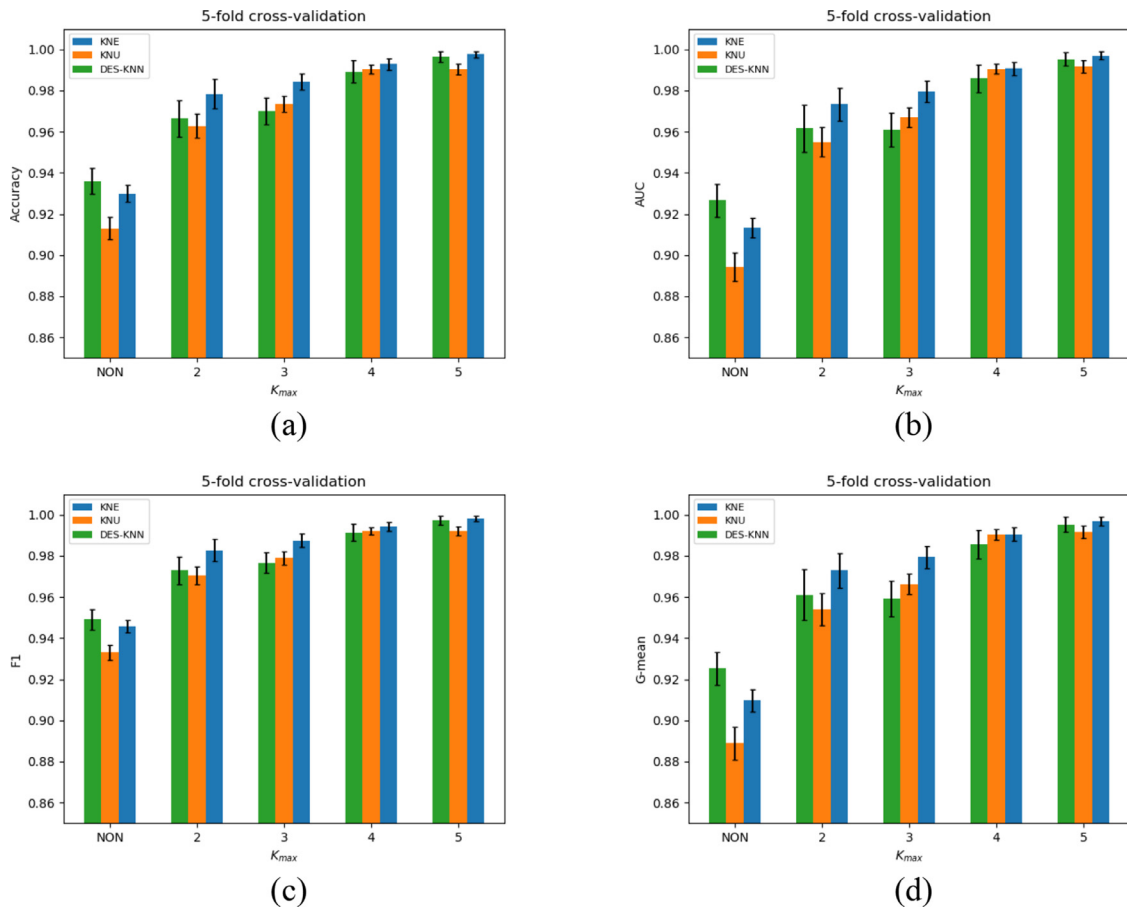 5-fold cross-validation
KNE
KNU
DES-KNN
1.00
0.98
0.96
0.94
0.92
0.90
0.88
0.86
Accuracy
NON 2 3 4 5
Kmax
(a)
5-fold cross-validation
KNE
KNU
DES-KNN
1.00
0.98
0.96
0.94
0.92
0.90
0.88
0.86
AUC
NON 2 3 4 5
Kmax
(b)
5-fold cross-validation
KNE
KNU
DES-KNN
1.00
0.98
0.96
0.94
0.92
0.90
0.88
0.86
F1
NON 2 3 4 5
Kmax
(c)
5-fold cross-validation
KNE
KNU
DES-KNN
1.00
0.98
0.96
0.94
0.92
0.90
0.88
0.86
G-mean
NON 2 3 4 5
Kmax
(d)